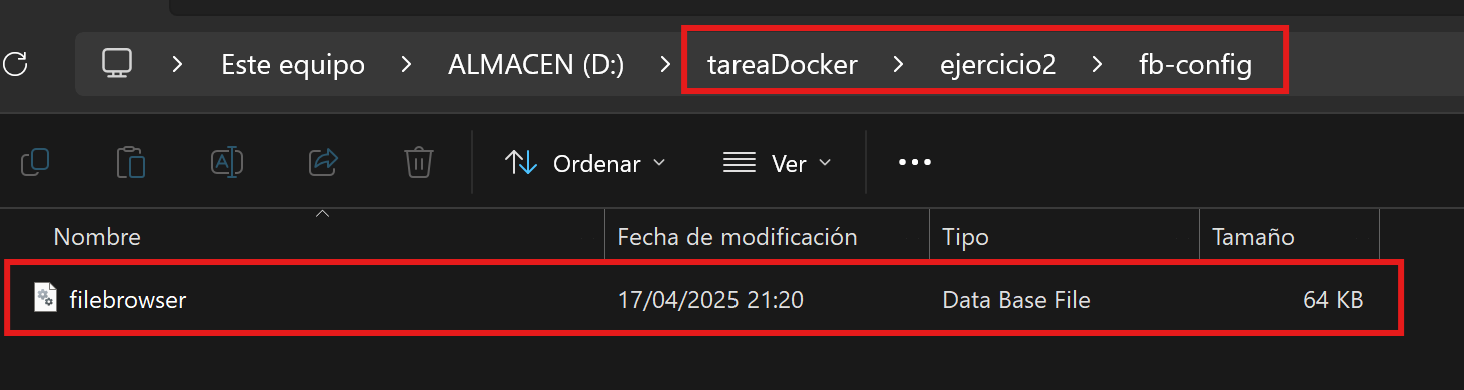 Este equipo > ALMACEN (D:) > tareaDocker > ejercicio2 > fb-config
Ordenar Ver
Nombre Fecha de modificación Tipo Tamaño
filebrowser 17/04/2025 21:20 Data Base File 64 KB